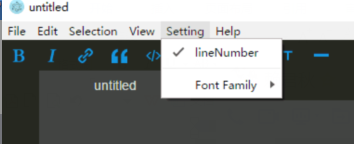 untitled
File Edit Selection View Setting Help
B I T
lineNumber
untitled
Font Family